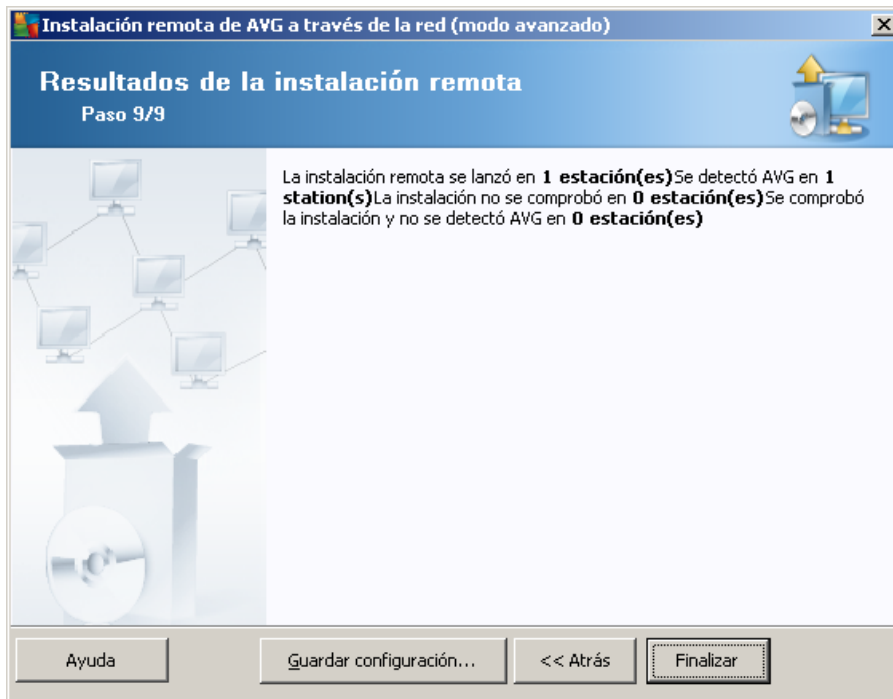 Instalación remota de AVG a través de la red (modo avanzado)
Resultados de la instalación remota
Paso 9/9
La instalación remota se lanzó en 1 estación(es)Se detectó AVG en 1
station(s)La instalación no se comprobó en 0 estación(es)Se comprobó
la instalación y no se detectó AVG en 0 estación(es)
Ayuda
Guardar configuración...
<< Atrás
Finalizar